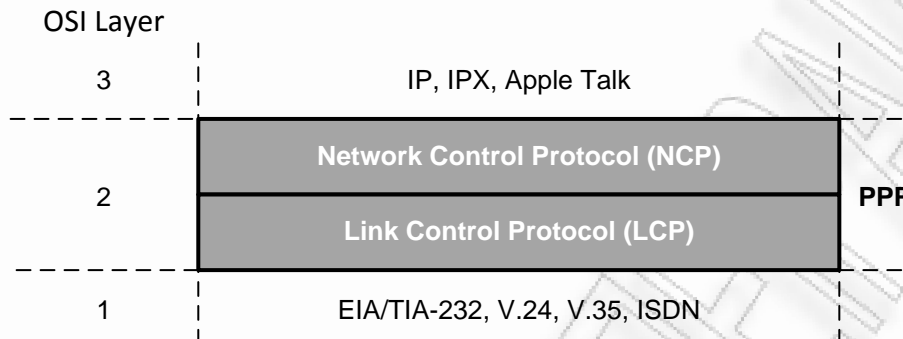 OSI Layer
3 IP, IPX, Apple Talk
Network Control Protocol (NCP)
2 PPP
Link Control Protocol (LCP)
1 EIA/TIA-232, V.24, V.35, ISDN